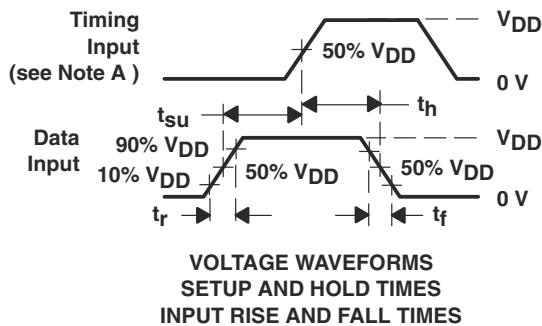 Timing
Input
(see Note A )
VDD
50% VDD
0 V
tsu
th
Data
Input
VDD
90% VDD
10% VDD
50% VDD
50% VDD
0 V
tr
tf
VOLTAGE WAVEFORMS
SETUP AND HOLD TIMES
INPUT RISE AND FALL TIMES